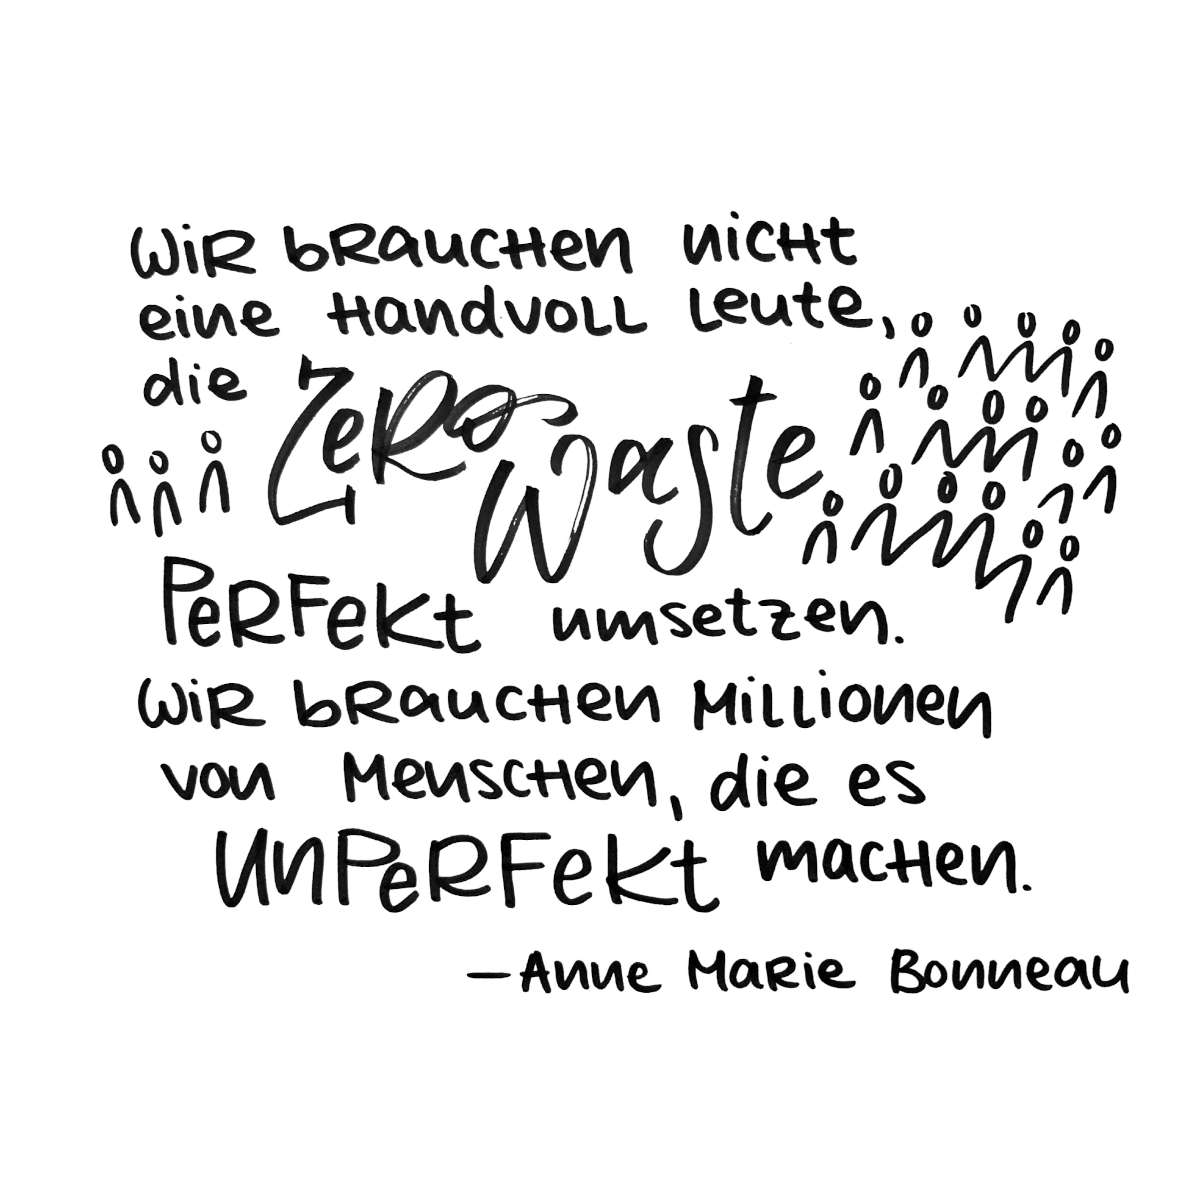 Wir brauchen nicht
eine Handvoll Leute,
die Zero Waste
perfekt umsetzen.
Wir brauchen Millionen
von Menschen, die es
unperfekt machen.
– Anne Marie Bonneau